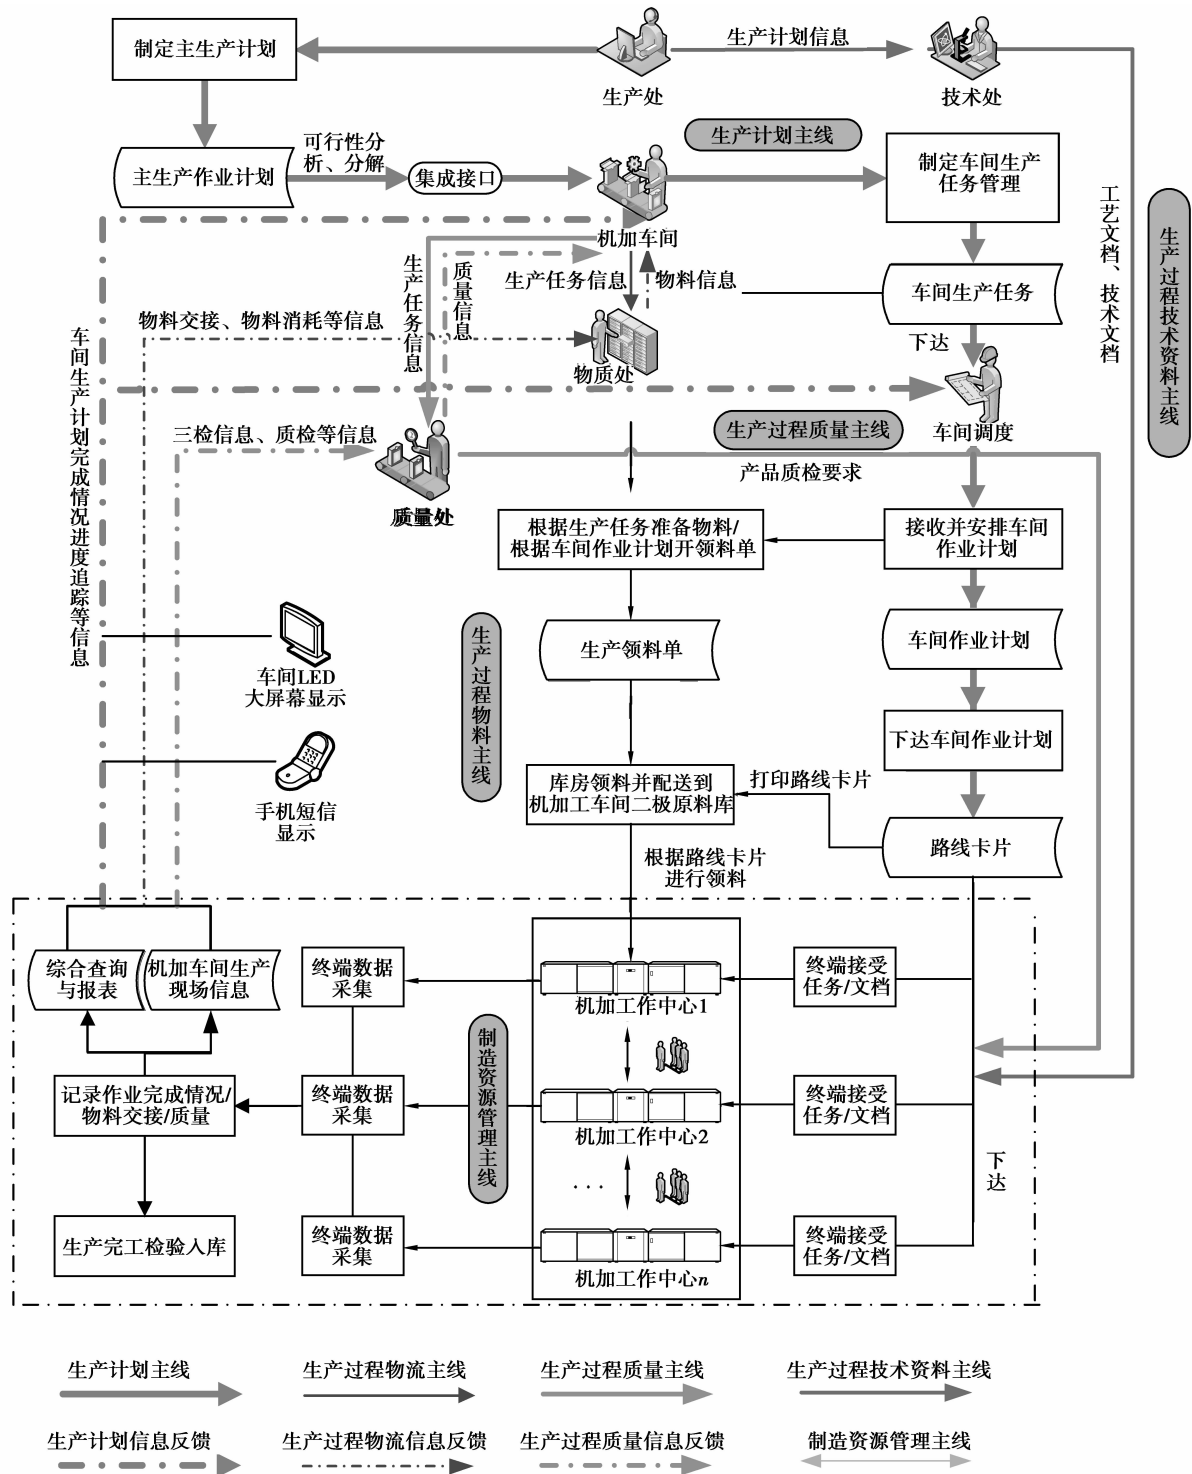 制定主生产计划
生产计划信息
生产处
技术处
可行性分
析、分解
生产计划主线
主生产作业计划
集成接口
制定车间生产
任务管理
机加车间
工艺文档、技术文档
生产过程技术资料主线
生产任务信息
质量信息
生产任务信息
物料信息
车间生产任务
物料交接、物料消耗等信息
下达
物质处
车间生产计划完成情况进度追踪等信息
三检信息、质检等信息
生产过程质量主线
车间调度
产品质检要求
质量处
根据生产任务准备物料/
根据车间作业计划开领料单
接收并安排车间
作业计划
生产过程物料主线
生产领料单
车间作业计划
车间LED
大屏幕显示
下达车间作业计划
库房领料并配送到
机加工车间二极原料库
打印路线卡片
手机短信
显示
路线卡片
根据路线卡片
进行领料
综合查询
与报表
机加车间生产
现场信息
终端数据
采集
机加工作中心1
终端接受
任务/文档
制造资源管理主线
记录作业完成情况/
物料交接/质量
终端数据
采集
机加工作中心2
终端接受
任务/文档
下达
...
生产完工检验入库
终端数据
采集
机加工作中心n
终端接受
任务/文档
生产计划主线
生产过程物流主线
生产过程质量主线
生产过程技术资料主线
生产计划信息反馈
生产过程物流信息反馈
生产过程质量信息反馈
制造资源管理主线